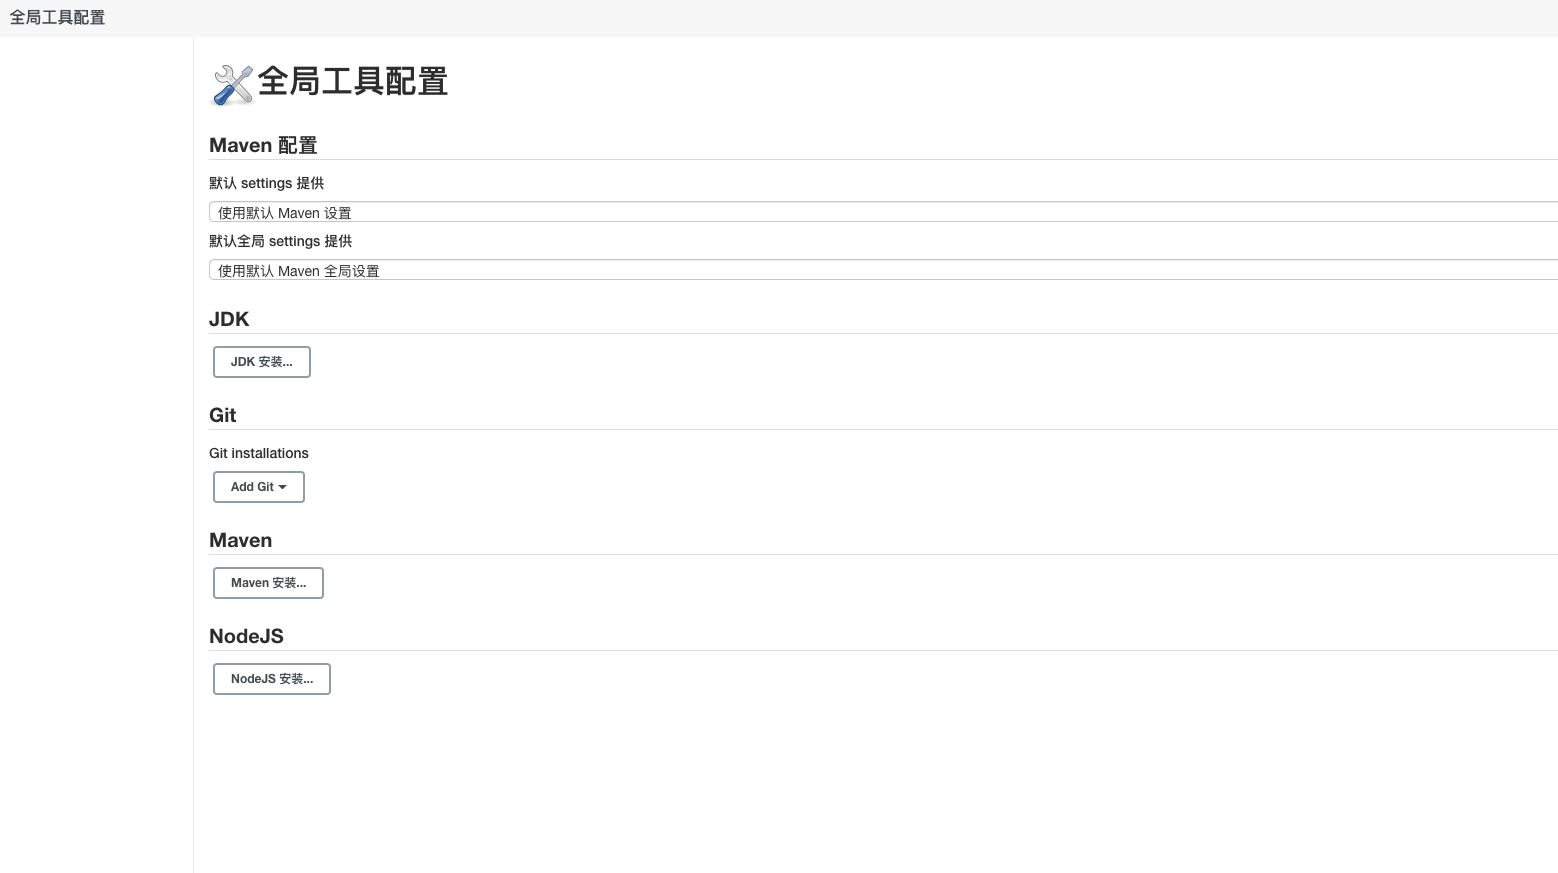 全局工具配置
全局工具配置
Maven 配置
默认 settings 提供
使用默认 Maven 设置
默认全局 settings 提供
使用默认 Maven 全局设置
JDK
JDK 安装...
Git
Git installations
Add Git
Maven
Maven 安装...
NodeJS
NodeJS 安装...